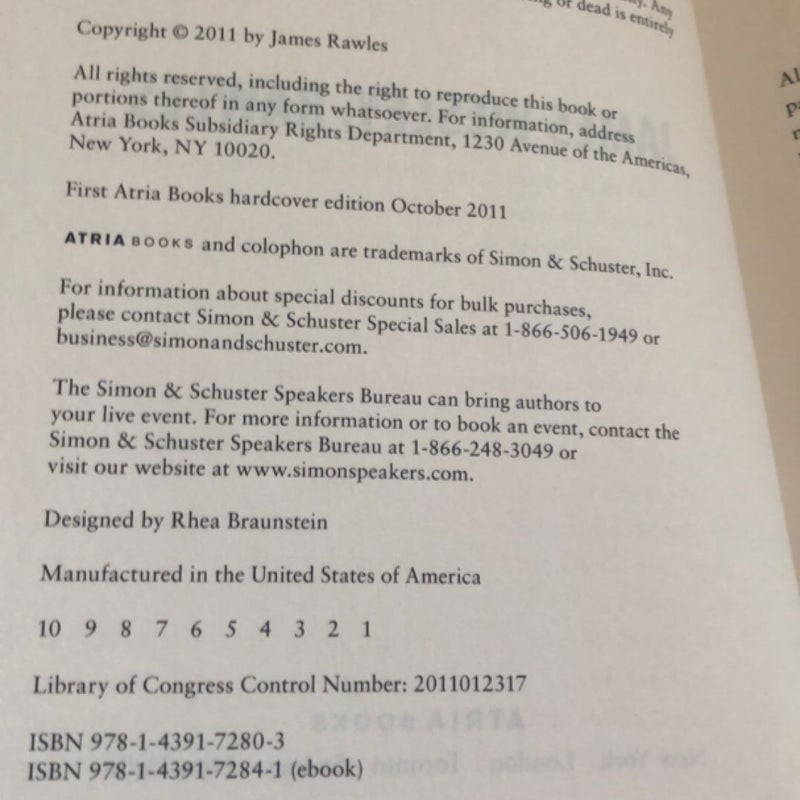 Any
or dead is entirely
Copyright © 2011 by James Rawles
All rights reserved, including the right to reproduce this book or
portions thereof in any form whatsoever. For information, address
Atria Books Subsidiary Rights Department, 1230 Avenue of the Americas,
New York, NY 10020.
First Atria Books hardcover edition October 2011
ATRIA BOOKS and colophon are trademarks of Simon & Schuster, Inc.
For information about special discounts for bulk purchases,
please contact Simon & Schuster Special Sales at 1-866-506-1949 or
business@simonandschuster.com.
The Simon & Schuster Speakers Bureau can bring authors to
your live event. For more information or to book an event, contact the
Simon & Schuster Speakers Bureau at 1-866-248-3049 or
visit our website at www.simonspeakers.com.
Designed by Rhea Braunstein
Manufactured in the United States of America
10 9 8 7 6 5 4 3 2 1
Library of Congress Control Number: 2011012317
ISBN 978-1-4391-7280-3
ISBN 978-1-4391-7284-1 (ebook)